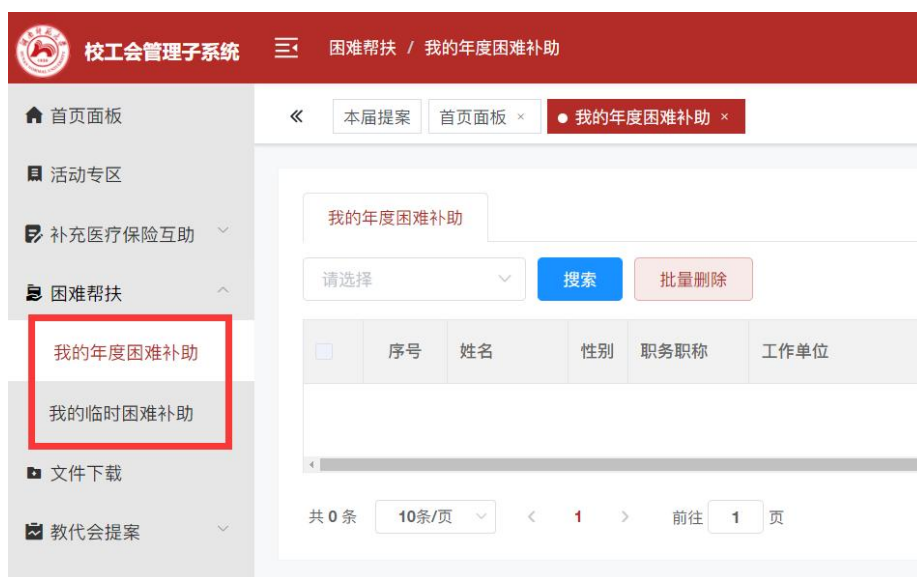 校工会管理子系统
困难帮扶 / 我的年度困难补助
首页面板
活动专区
补充医疗保险互助
困难帮扶
我的年度困难补助
我的临时困难补助
文件下载
教代会提案
本届提案 首页面板 × 我的年度困难补助 ×
我的年度困难补助
请选择 搜索 批量删除
序号 姓名 性别 职务职称 工作单位
共 0 条 10条/页 1 前往 1 页